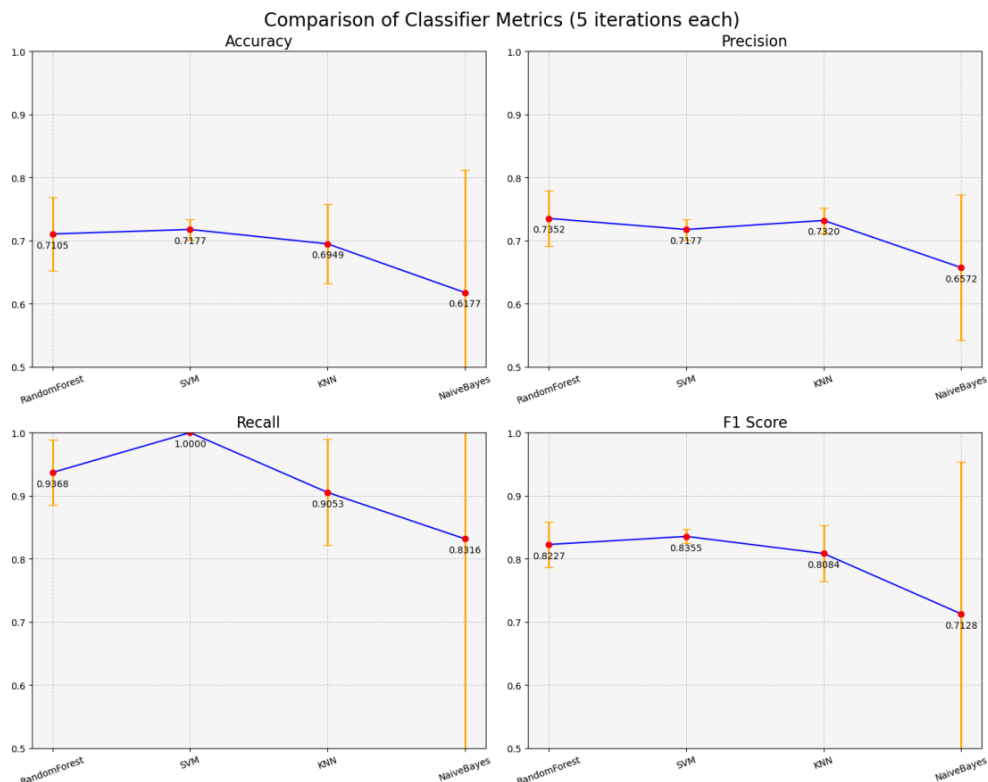 Comparison of Classifier Metrics (5 iterations each)
Accuracy
1.0
0.9
0.8
0.7
0.6
0.5
0.7105
0.7177
0.6949
0.6177
RandomForest
SVM
KNN
NaiveBayes
Precision
1.0
0.9
0.8
0.7
0.6
0.5
0.7352
0.7177
0.7320
0.6572
RandomForest
SVM
KNN
NaiveBayes
Recall
1.0
0.9
0.8
0.7
0.6
0.5
0.9368
1.0000
0.9053
0.8316
RandomForest
SVM
KNN
NaiveBayes
F1 Score
1.0
0.9
0.8
0.7
0.6
0.5
0.8227
0.8355
0.8084
0.7128
RandomForest
SVM
KNN
NaiveBayes